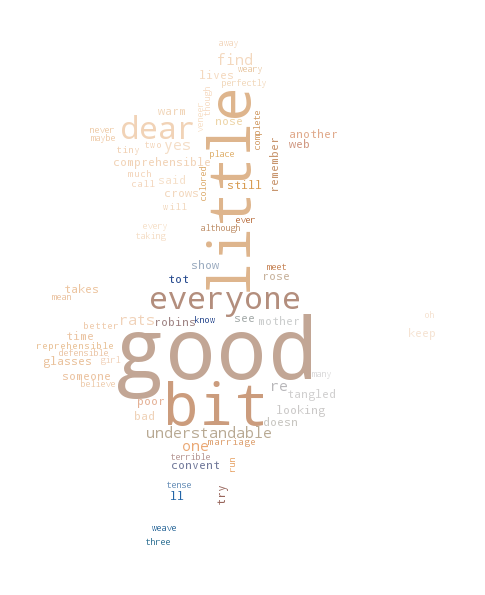 away
find
weary
lives
perfectly
though
little
warm
veneer
nose
complete
dear
never
maybe
another
web
two
yes
tiny
place
remember
comprehensible
much
call
said
colored
still
crows
will
ever
every
although
taking
show
meet
tot
rose
takes
mean
everyone
oh
rats
robins
know
see
mother
better
time
good
keep
reprehensible
defensible
glasses
girl
someone
believe
many
re
bit
tangled
poor
looking
bad
doesn
understandable
one
marriage
terrible
convent
run
tense
ll
try
weave
three